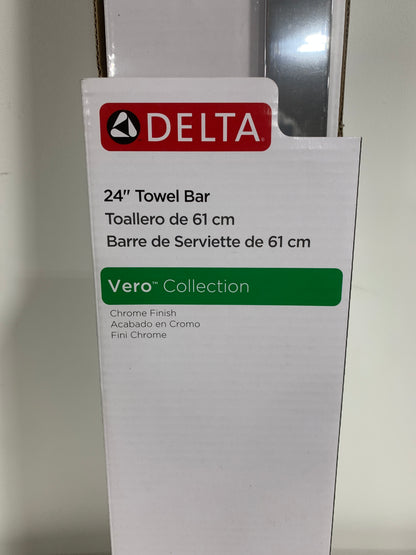 DELTA®
24" Towel Bar
Toallero de 61 cm
Barre de Serviette de 61 cm
Vero™ Collection
Chrome Finish
Acabado en Cromo
Fini Chrome